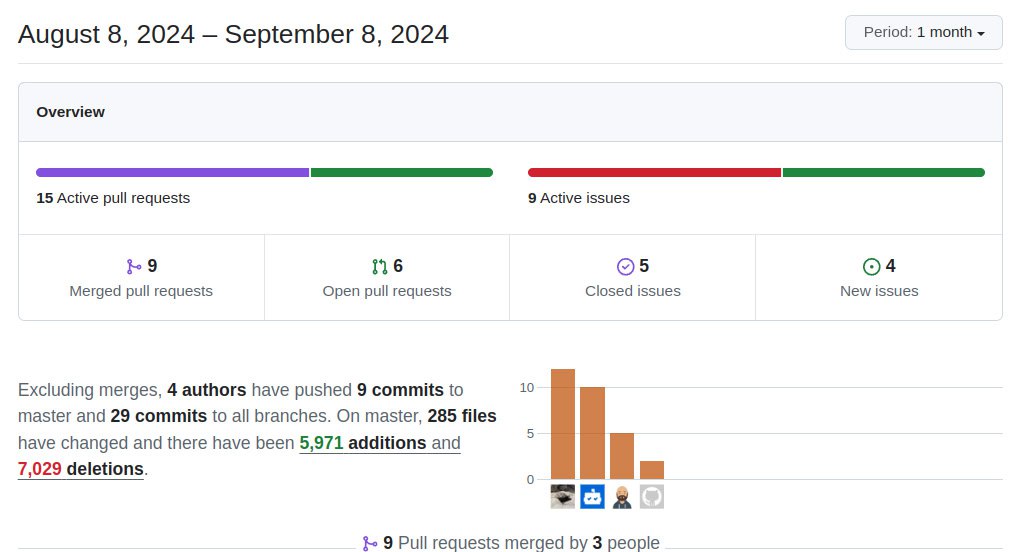 August 8, 2024 – September 8, 2024
Period: 1 month
Overview
15 Active pull requests
9 Active issues
9
Merged pull requests
6
Open pull requests
5
Closed issues
4
New issues
Excluding merges, 4 authors have pushed 9 commits to
master and 29 commits to all branches. On master, 285 files
have changed and there have been 5,971 additions and
7,029 deletions.
10
5
0
9 Pull requests merged by 3 people